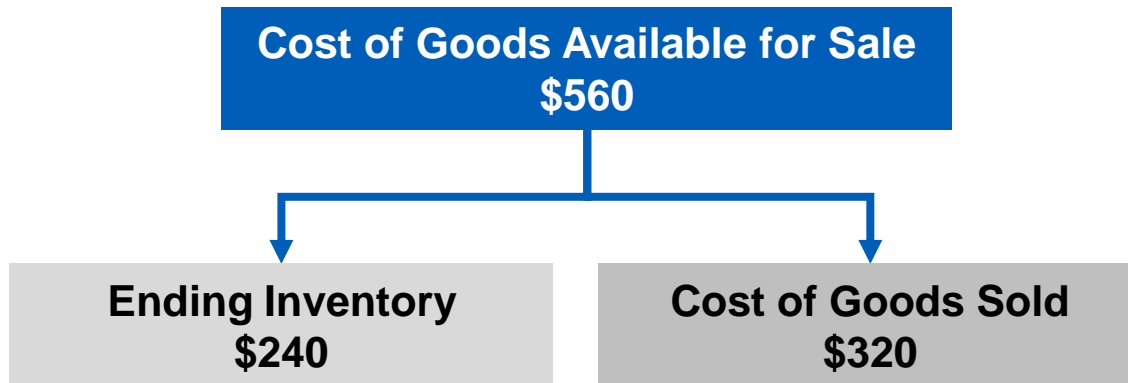 Cost of Goods Available for Sale
$560
Ending Inventory
$240
Cost of Goods Sold
$320